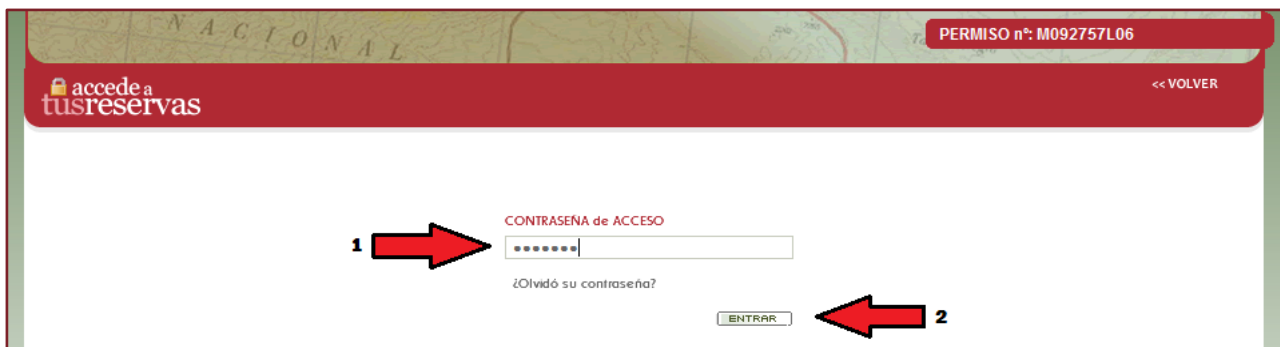 NACIONAL
PERMISO nº: M092757L06
accede a
tusreservas
<< VOLVER
CONTRASEÑA de ACCESO
1
•••••••
¿Olvidó su contraseña?
ENTRAR
2